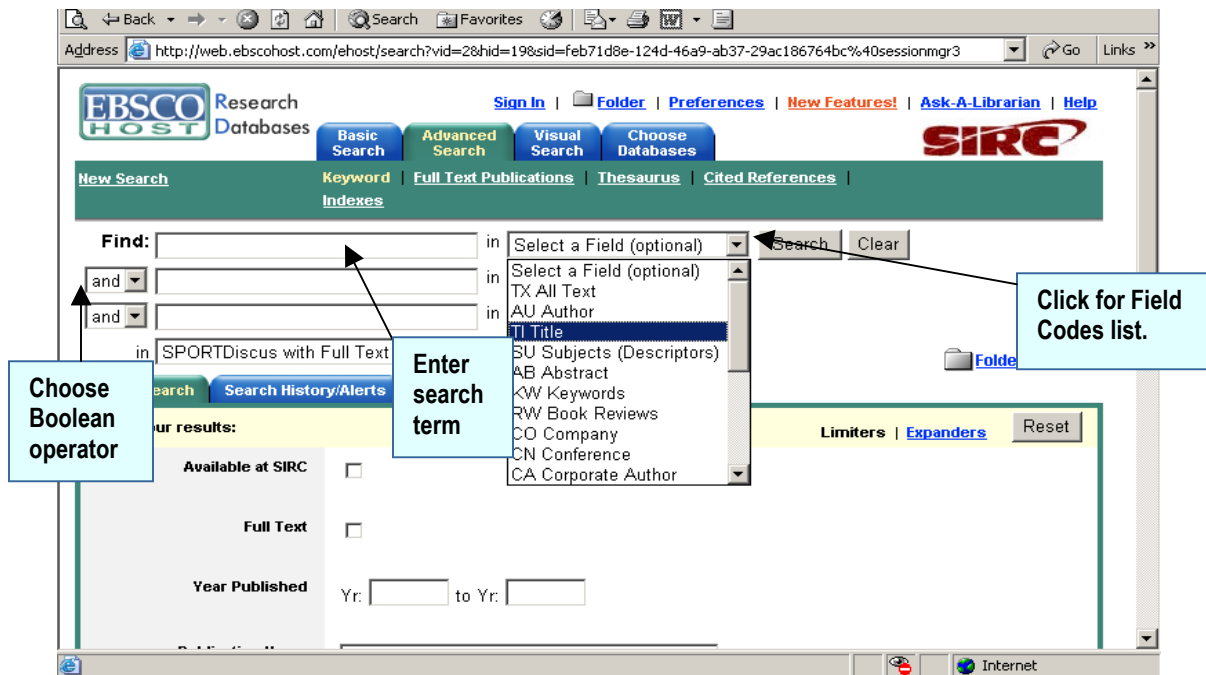 Back Search Favorites
Address http://web.ebscohost.com/ehost/search?vid=2&hid=19&sid=feb71d8e-124d-46a9-ab37-29ac186764bc%40sessionmgr3 Go Links »
EBSCO HOST Research Databases
Sign In | Folder | Preferences | New Features! | Ask-A-Librarian | Help
Basic Search Advanced Search Visual Search Choose Databases
SIRC
New Search Keyword | Full Text Publications | Thesaurus | Cited References |
Indexes
Find: in Select a Field (optional) Search Clear
and in
and in
in SPORTDiscus with Full Text
Select a Field (optional)
TX All Text
AU Author
TI Title
SU Subjects (Descriptors)
AB Abstract
KW Keywords
RW Book Reviews
CO Company
CN Conference
CA Corporate Author
Click for Field
Codes list.
Enter
search
term
Choose
Boolean
operator
Search History/Alerts
results:
Limiters | Expanders Reset
Available at SIRC
Full Text
Year Published Yr: to Yr:
Internet